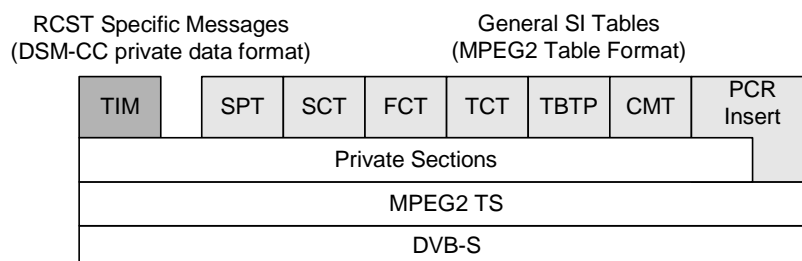 RCST Specific Messages
(DSM-CC private data format)
General SI Tables
(MPEG2 Table Format)
TIM
SPT
SCT
FCT
TCT
TBTP
CMT
PCR
Insert
Private Sections
MPEG2 TS
DVB-S